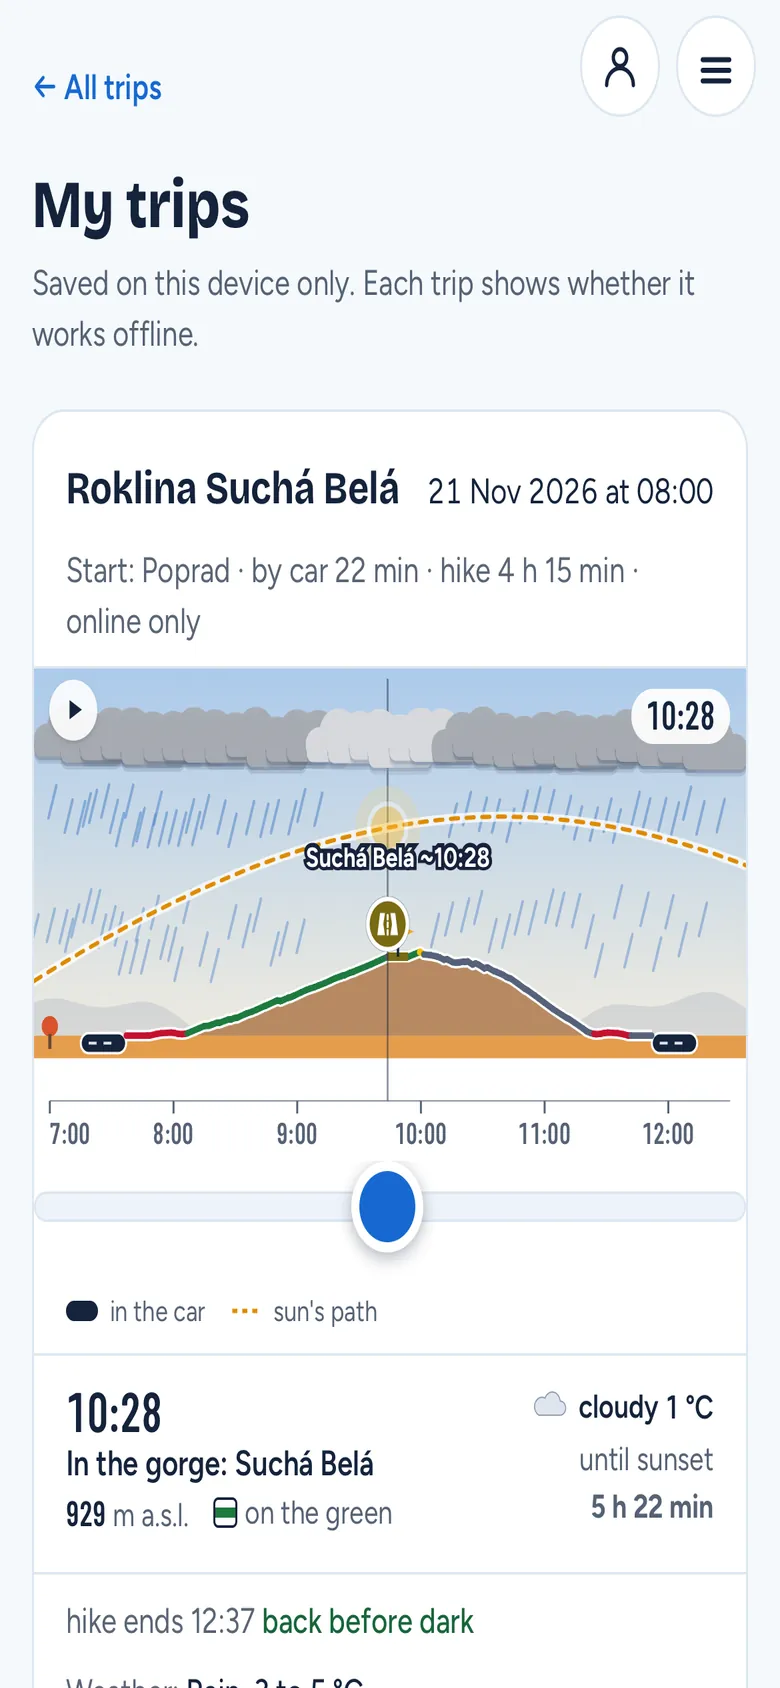 ← All trips
My trips
Saved on this device only. Each trip shows whether it
works offline.
Roklina Suchá Belá 21 Nov 2026 at 08:00
Start: Poprad · by car 22 min · hike 4 h 15 min ·
online only
10:28
Suchá Belá ~10:28
7:00 8:00 9:00 10:00 11:00 12:00
in the car sun's path
10:28 cloudy 1 °C
In the gorge: Suchá Belá until sunset
929 m a.s.l. on the green 5 h 22 min
hike ends 12:37 back before dark